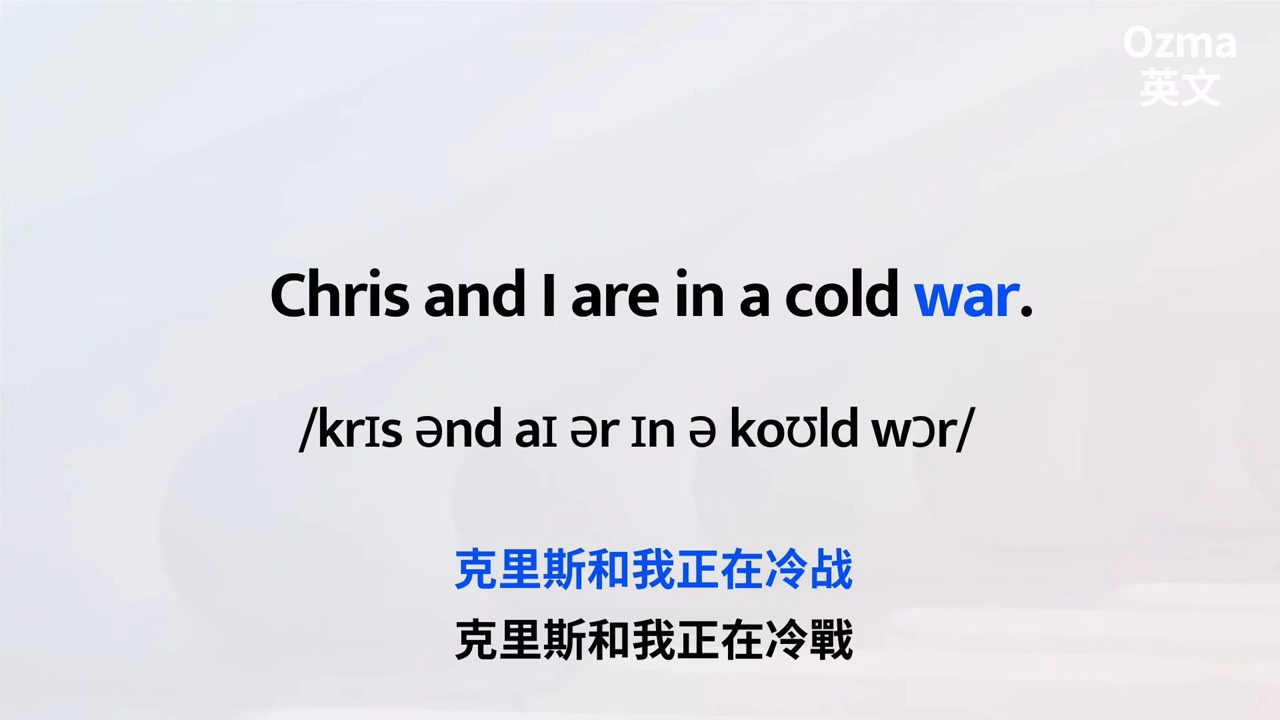 Ozma
英文
Chris and I are in a cold war.
/krɪs ənd aɪ ər ɪn ə koʊld wɔr/
克里斯和我正在冷战
克里斯和我正在冷戰